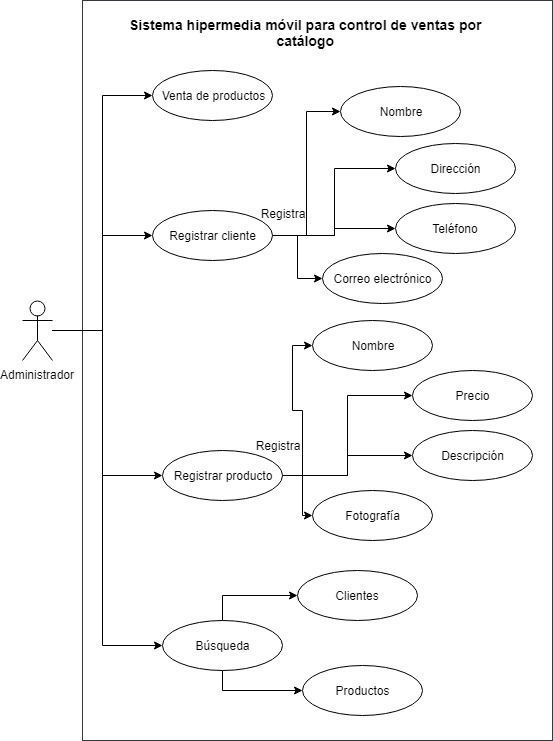 Sistema hipermedia móvil para control de ventas por
catálogo
Venta de productos
Nombre
Dirección
Registra
Registrar cliente
Teléfono
Correo electrónico
Administrador
Nombre
Precio
Registra
Descripción
Registrar producto
Fotografía
Clientes
Búsqueda
Productos